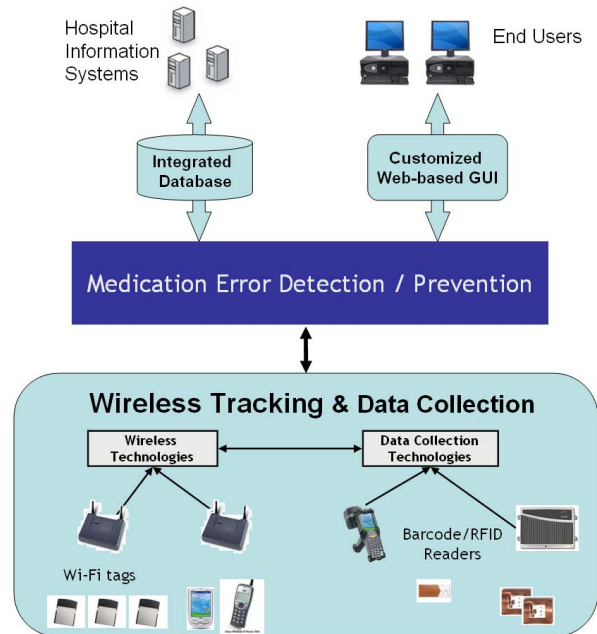 Hospital
Information
Systems
End Users
Integrated
Database
Customized
Web-based GUI
Medication Error Detection / Prevention
Wireless Tracking & Data Collection
Wireless
Technologies
Data Collection
Technologies
Barcode/RFID
Readers
Wi-Fi tags